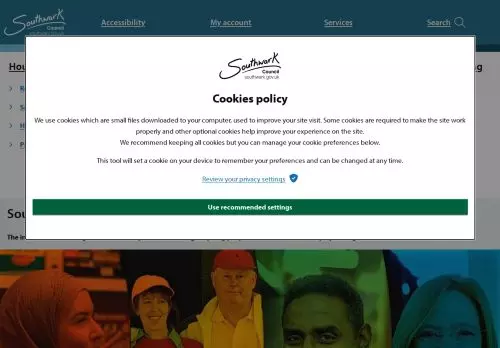 Southwark
Council
southwark.gov.uk
Accessibility
My account
Services
Search
Southwark
Council
southwark.gov.uk
Cookies policy
We use cookies which are small files downloaded to your computer, used to improve your site visit. Some cookies are required to make the site work
properly and other optional cookies help improve your experience on the site.
We recommend keeping all cookies but you can manage your cookie preferences below.
This tool will set a cookie on your device to remember your preferences and can be changed at any time.
Review your privacy settings
Use recommended settings